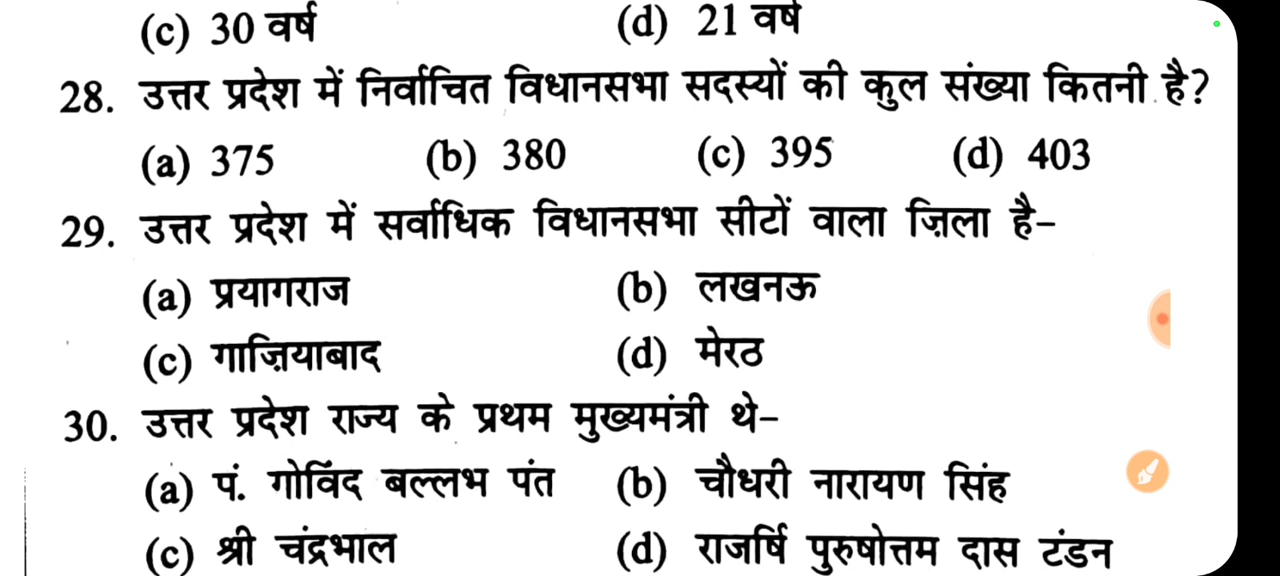 (c) 30 वर्ष (d) 21 वर्ष
28. उत्तर प्रदेश में निर्वाचित विधानसभा सदस्यों की कुल संख्या कितनी है?
(a) 375 (b) 380 (c) 395 (d) 403
29. उत्तर प्रदेश में सर्वाधिक विधानसभा सीटों वाला ज़िला है–
(a) प्रयागराज (b) लखनऊ
(c) गाज़ियाबाद (d) मेरठ
30. उत्तर प्रदेश राज्य के प्रथम मुख्यमंत्री थे–
(a) पं. गोविंद बल्लभ पंत (b) चौधरी नारायण सिंह
(c) श्री चंद्रभाल (d) राजर्षि पुरुषोत्तम दास टंडन